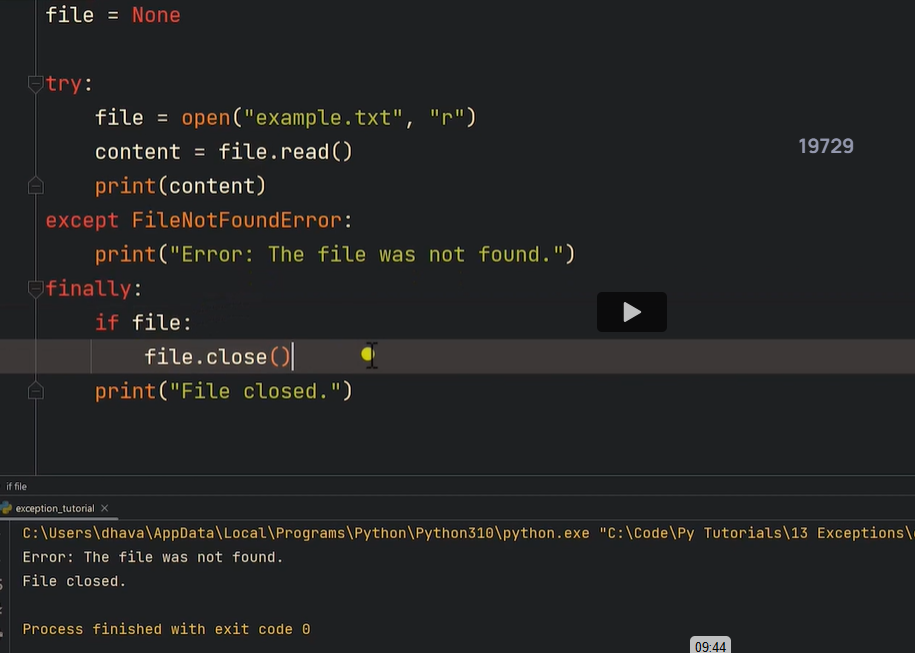 file = None
try:
    file = open("example.txt", "r")
    content = file.read()
    print(content)
except FileNotFoundError:
    print("Error: The file was not found.")
finally:
    if file:
        file.close()
    print("File closed.")
19729
if file
exception_tutorial
C:\Users\dhava\AppData\Local\Programs\Python\Python310\python.exe "C:\Code\Py Tutorials\13 Exceptions\
Error: The file was not found.
File closed.
Process finished with exit code 0
09:44